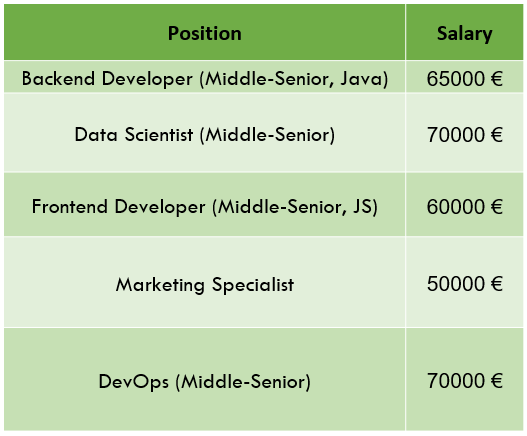 Position Salary
Backend Developer (Middle-Senior, Java) 65000 €
Data Scientist (Middle-Senior) 70000 €
Frontend Developer (Middle-Senior, JS) 60000 €
Marketing Specialist 50000 €
DevOps (Middle-Senior) 70000 €